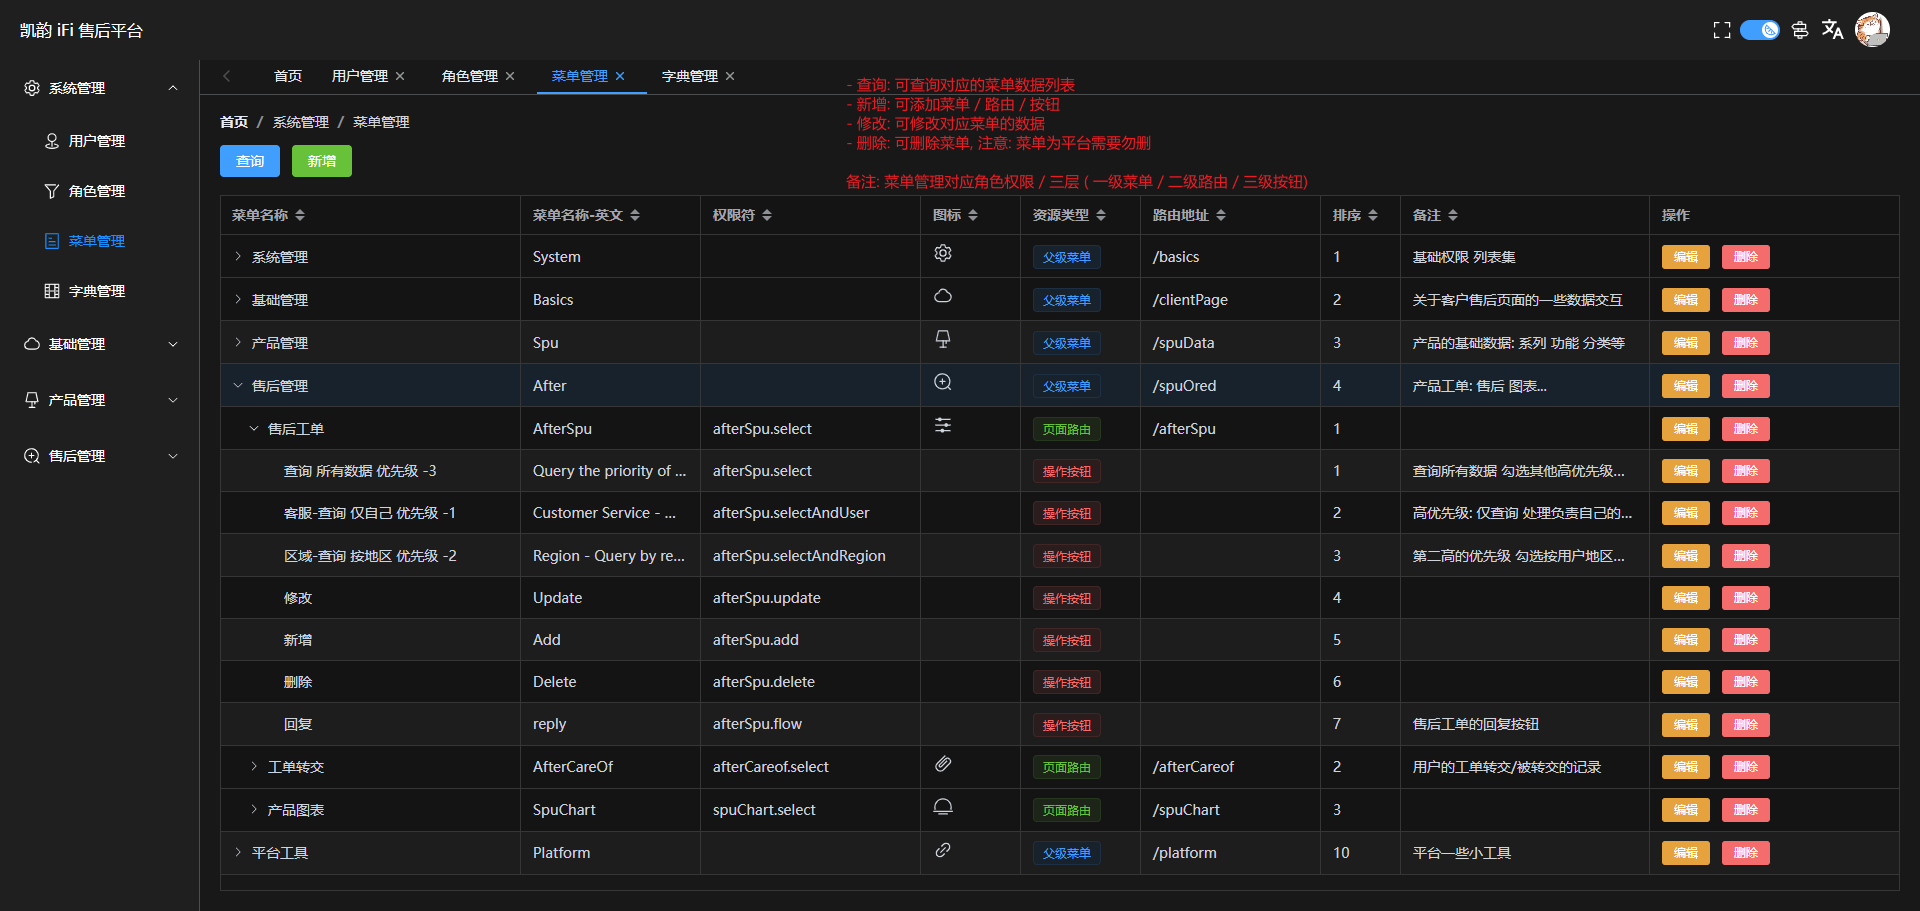 凯韵 iFi 售后平台
系统管理
用户管理
角色管理
菜单管理
字典管理
基础管理
产品管理
售后管理
首页 用户管理 角色管理 菜单管理 字典管理
- 查询: 可查询对应的菜单数据列表
- 新增: 可添加菜单 / 路由 / 按钮
- 修改: 可修改对应菜单的数据
- 删除: 可删除菜单, 注意: 菜单为平台需要勿删
备注: 菜单管理对应角色权限 / 三层 ( 一级菜单 / 二级路由 / 三级按钮)
首页 / 系统管理 / 菜单管理
查询 新增
菜单名称 菜单名称-英文 权限符 图标 资源类型 路由地址 排序 备注 操作
系统管理 System 父级菜单 /basics 1 基础权限 列表集 编辑 删除
基础管理 Basics 父级菜单 /clientPage 2 关于客户售后页面的一些数据交互 编辑 删除
产品管理 Spu 父级菜单 /spuData 3 产品的基础数据: 系列 功能 分类等 编辑 删除
售后管理 After 父级菜单 /spuOred 4 产品工单: 售后 图表... 编辑 删除
售后工单 AfterSpu afterSpu.select 页面路由 /afterSpu 1 编辑 删除
查询 所有数据 优先级 -3 Query the priority of ... afterSpu.select 操作按钮 1 查询所有数据 勾选其他高优先级... 编辑 删除
客服-查询 仅自己 优先级 -1 Customer Service - ... afterSpu.selectAndUser 操作按钮 2 高优先级: 仅查询 处理负责自己的... 编辑 删除
区域-查询 按地区 优先级 -2 Region - Query by re... afterSpu.selectAndRegion 操作按钮 3 第二高的优先级 勾选按用户地区... 编辑 删除
修改 Update afterSpu.update 操作按钮 4 编辑 删除
新增 Add afterSpu.add 操作按钮 5 编辑 删除
删除 Delete afterSpu.delete 操作按钮 6 编辑 删除
回复 reply afterSpu.flow 操作按钮 7 售后工单的回复按钮 编辑 删除
工单转交 AfterCareOf afterCareof.select 页面路由 /afterCareof 2 用户的工单转交/被转交的记录 编辑 删除
产品图表 SpuChart spuChart.select 页面路由 /spuChart 3 编辑 删除
平台工具 Platform 父级菜单 /platform 10 平台一些小工具 编辑 删除